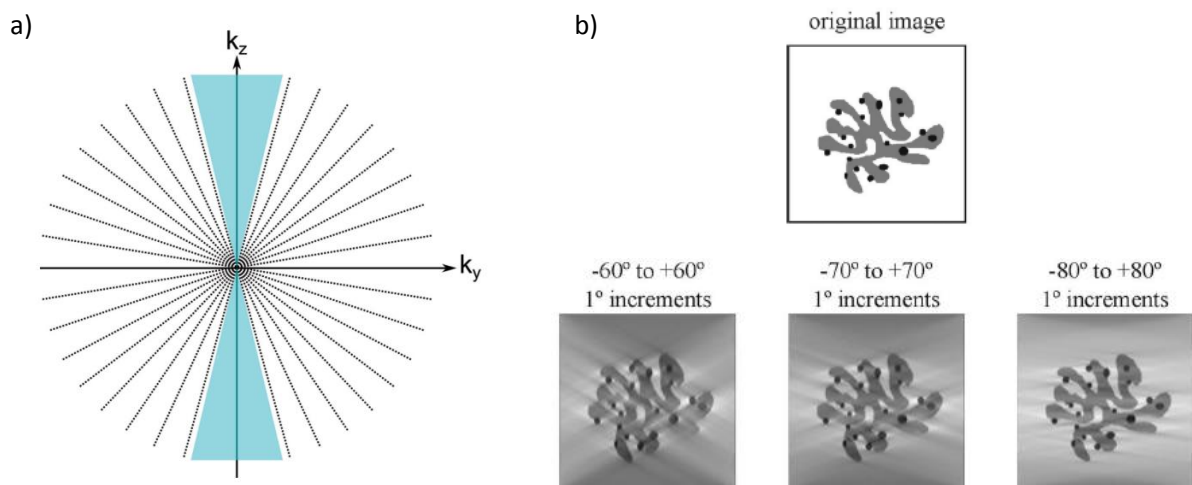 a)
k_z
k_y
b)
original image
-60º to +60º
1º increments
-70º to +70º
1º increments
-80º to +80º
1º increments